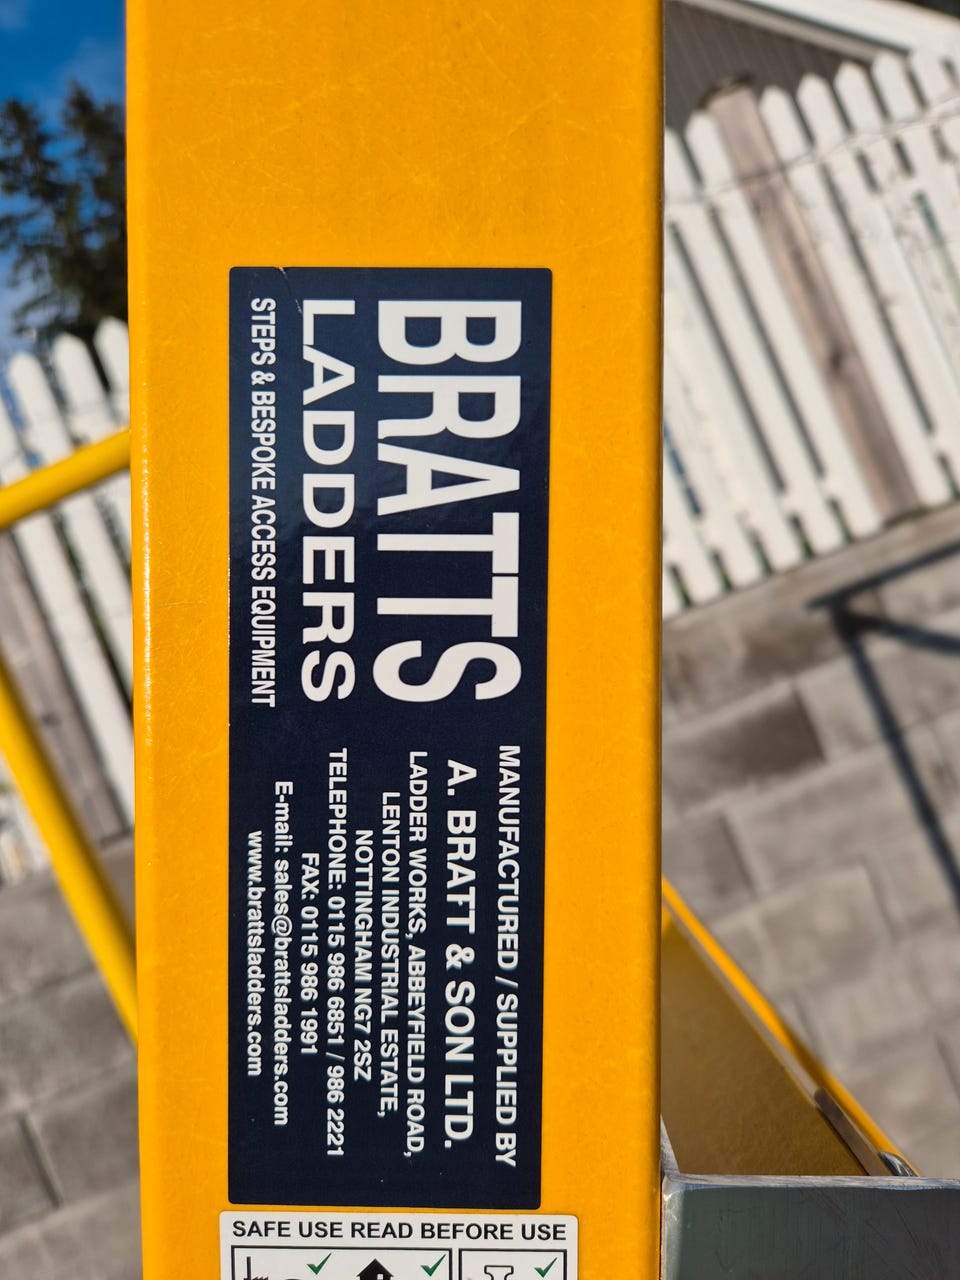 BRATTS
LADDERS
STEPS & BESPOKE ACCESS EQUIPMENT
MANUFACTURED / SUPPLIED BY
A. BRATT & SON LTD.
LADDER WORKS, ABBEYFIELD ROAD,
LENTON INDUSTRIAL ESTATE,
NOTTINGHAM NG7 2SZ
TELEPHONE: 0115 986 6851 / 986 2221
FAX: 0115 986 1991
E-mail: sales@brattsladders.com
www.brattsladders.com
SAFE USE READ BEFORE USE